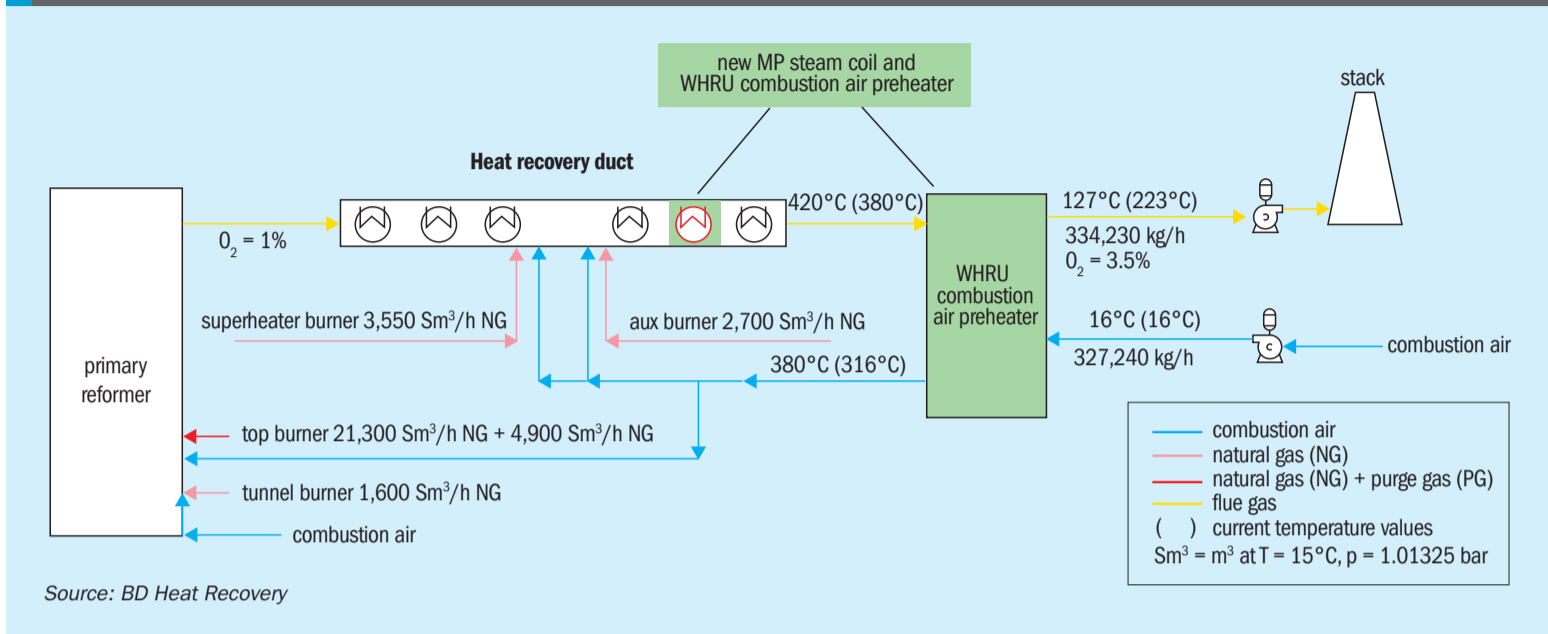 new MP steam coil and
WHRU combustion air preheater
stack
Heat recovery duct
420°C (380°C)
127°C (223°C)
O2 = 1%
334,230 kg/h
O2 = 3.5%
WHRU
combustion
air preheater
superheater burner 3,550 Sm³/h NG
aux burner 2,700 Sm³/h NG
16°C (16°C)
combustion air
327,240 kg/h
primary
reformer
380°C (316°C)
top burner 21,300 Sm³/h NG + 4,900 Sm³/h NG
tunnel burner 1,600 Sm³/h NG
combustion air
combustion air
natural gas (NG)
natural gas (NG) + purge gas (PG)
flue gas
( ) current temperature values
Sm³ = m³ at T = 15°C, p = 1.01325 bar
Source: BD Heat Recovery